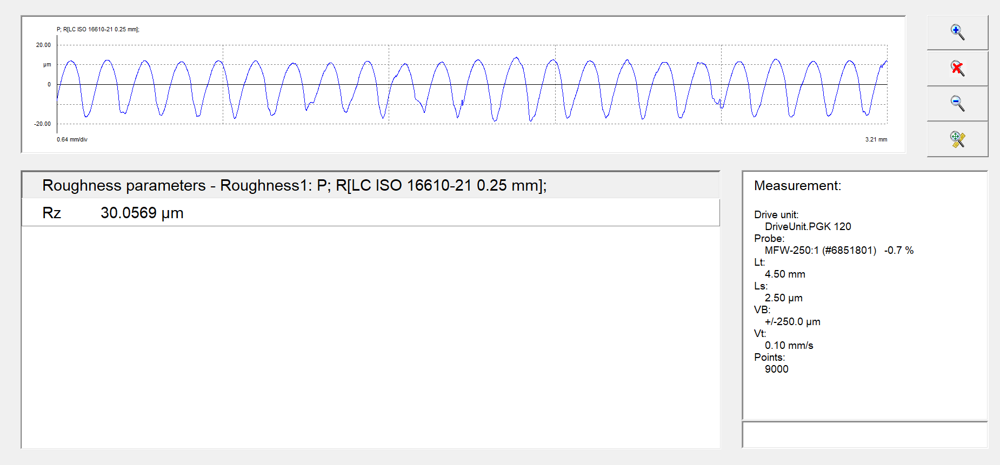 P; R[LC ISO 16610-21 0.25 mm];
20.00
µm
0
-20.00
0.64 mm/div
3.21 mm
Roughness parameters - Roughness1: P; R[LC ISO 16610-21 0.25 mm];
Rz 30.0569 µm
Measurement:
Drive unit:
DriveUnit.PGK 120
Probe:
MFW-250:1 (#6851801) -0.7 %
Lt:
4.50 mm
Ls:
2.50 µm
VB:
+/-250.0 µm
Vt:
0.10 mm/s
Points:
9000